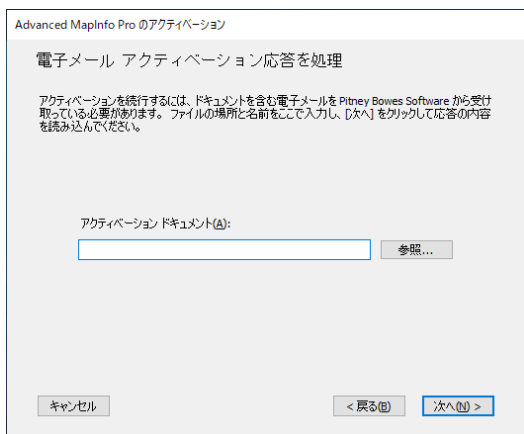 Advanced MapInfo Pro のアクティベーション
電子メール アクティベーション応答を処理
アクティベーションを続行するには、ドキュメントを含む電子メールを Pitney Bowes Software から受け
取っている必要があります。 ファイルの場所と名前をここで入力し、[次へ] をクリックして応答の内容
を読み込んでください。
アクティベーション ドキュメント(A):
参照...
キャンセル
< 戻る(B)
次へ(N) >